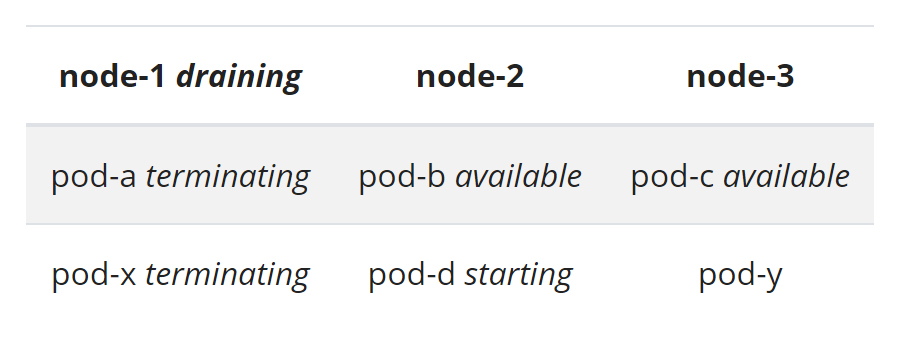 node-1 draining node-2 node-3
pod-a terminating pod-b available pod-c available
pod-x terminating pod-d starting pod-y